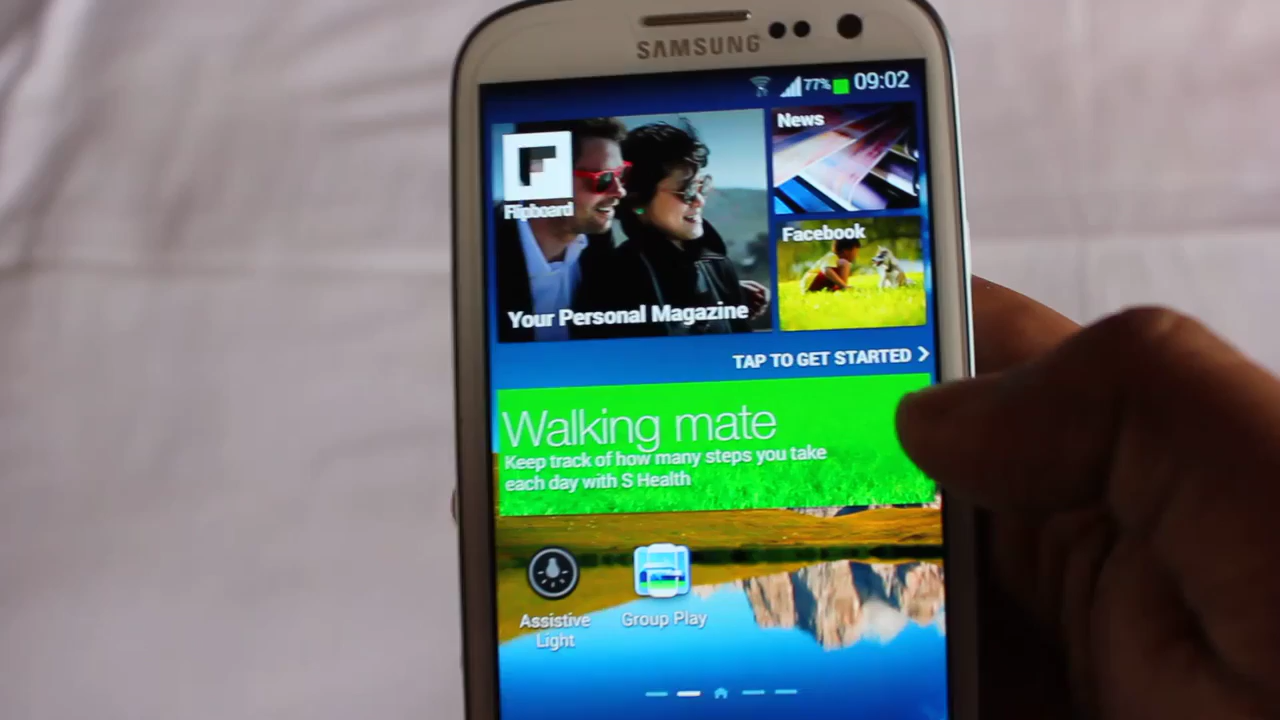 SAMSUNG
77% 09:02
Flipboard
News
Facebook
Your Personal Magazine
TAP TO GET STARTED
Walking mate
Keep track of how many steps you take
each day with S Health
Assistive
Light
Group Play